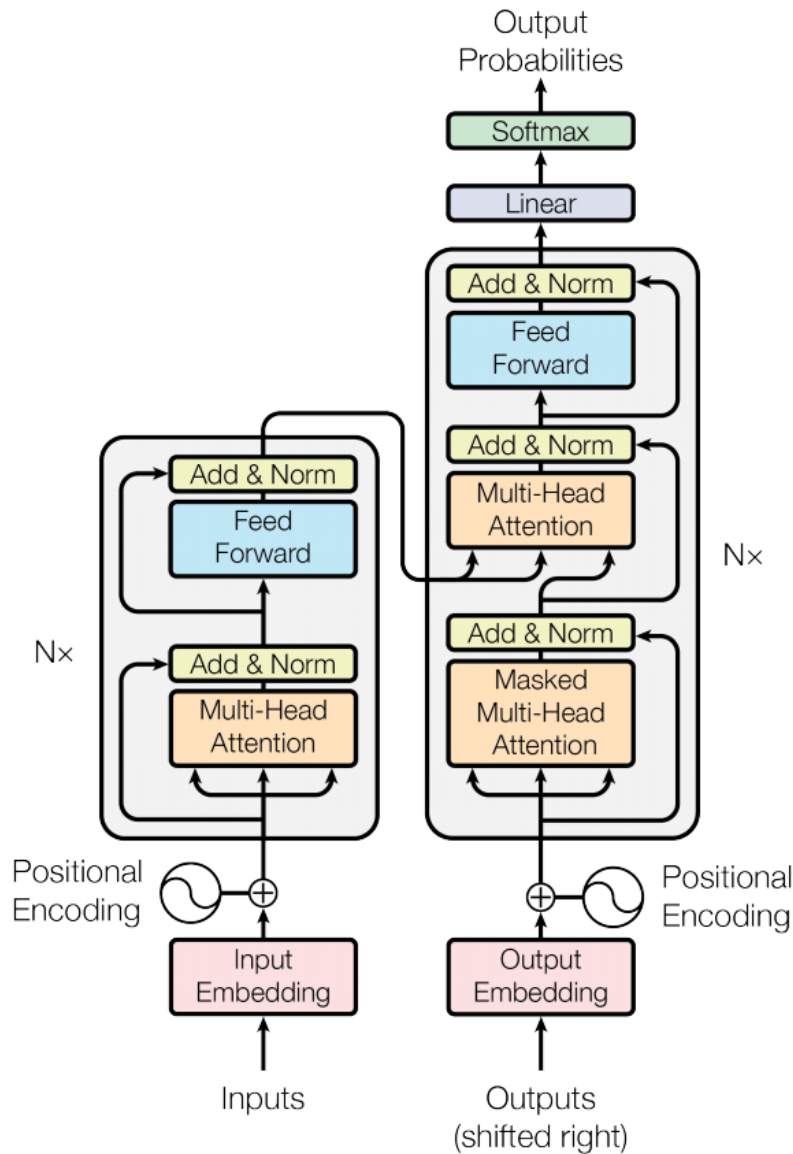 Output
Probabilities
Softmax
Linear
Add & Norm
Feed
Forward
Add & Norm
Multi-Head
Attention
Add & Norm
Masked
Multi-Head
Attention
N×
Add & Norm
Feed
Forward
Add & Norm
Multi-Head
Attention
N×
Positional
Encoding
Positional
Encoding
Input
Embedding
Output
Embedding
Inputs
Outputs
(shifted right)